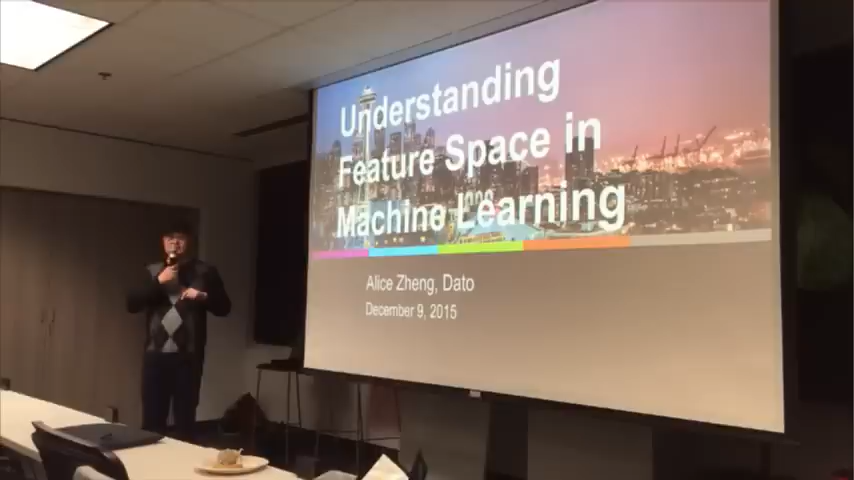 Understanding
Feature Space in
Machine Learning
Alice Zheng, Dato
December 9, 2015